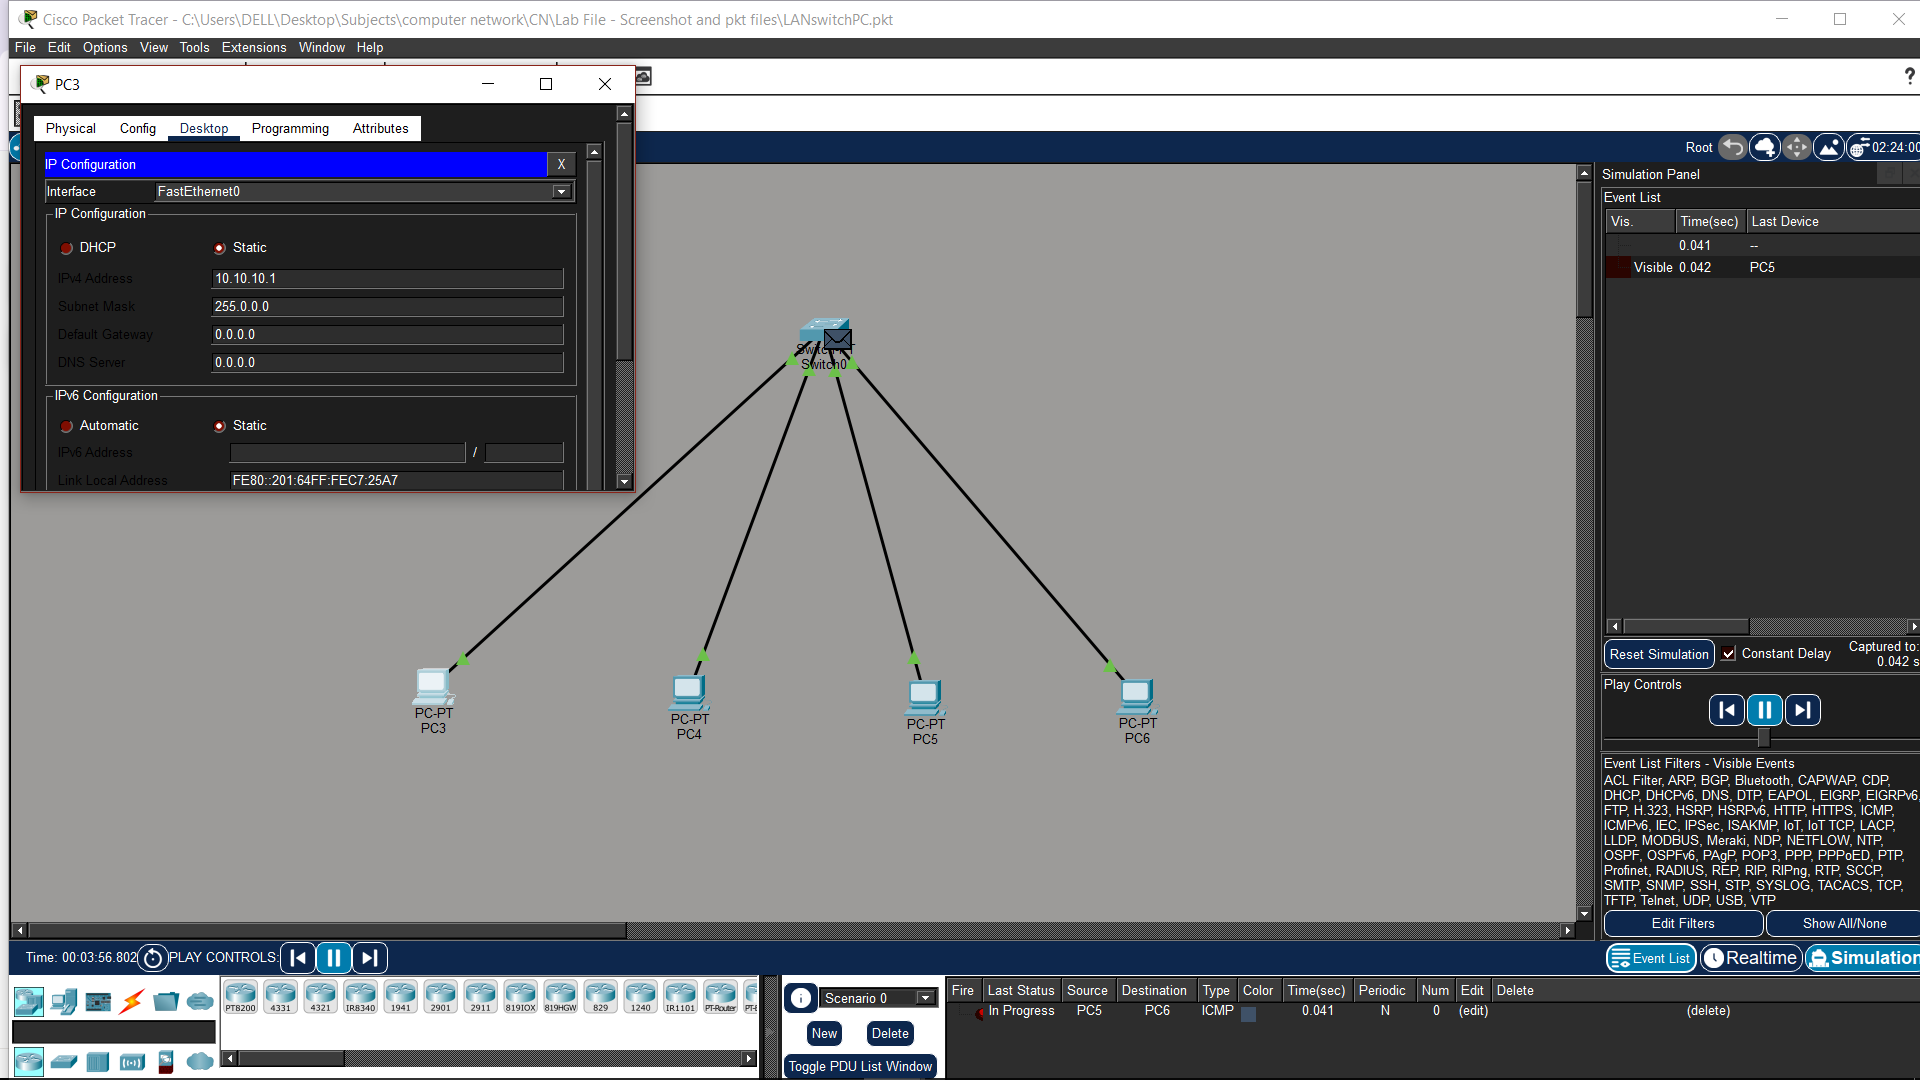 Cisco Packet Tracer - C:\Users\DELL\Desktop\Subjects\computer network\CN\Lab File - Screenshot and pkt files\LANswitchPC.pkt
File Edit Options View Tools Extensions Window Help
?
PC3
Physical Config Desktop Programming Attributes
IP Configuration X
Interface FastEthernet0
IP Configuration
DHCP Static
IPv4 Address 10.10.10.1
Subnet Mask 255.0.0.0
Default Gateway 0.0.0.0
DNS Server 0.0.0.0
IPv6 Configuration
Automatic Static
IPv6 Address /
Link Local Address FE80::201:64FF:FEC7:25A7
Root 02:24:00
Switch0
PC-PT
PC3
PC-PT
PC4
PC-PT
PC5
PC-PT
PC6
Simulation Panel
Event List
Vis. Time(sec) Last Device
0.041 --
Visible 0.042 PC5
Reset Simulation Constant Delay Captured to:
0.042 s
Play Controls
Event List Filters - Visible Events
ACL Filter, ARP, BGP, Bluetooth, CAPWAP, CDP,
DHCP, DHCPv6, DNS, DTP, EAPOL, EIGRP, EIGRPv6,
FTP, H.323, HSRP, HSRPv6, HTTP, HTTPS, ICMP,
ICMPv6, IEC, IPSec, ISAKMP, IoT, IoT TCP, LACP,
LLDP, MODBUS, Meraki, NDP, NETFLOW, NTP,
OSPF, OSPFv6, PAgP, POP3, PPP, PPPoED, PTP,
Profinet, RADIUS, REP, RIP, RIPng, RTP, SCCP,
SMTP, SNMP, SSH, STP, SYSLOG, TACACS, TCP,
TFTP, Telnet, UDP, USB, VTP
Edit Filters Show All/None
Time: 00:03:56.802 PLAY CONTROLS:
Event List Realtime Simulation
PT8200 4331 4321 IR8340 1941 2901 2911 819IOX 819HGW 829 1240 IR1101 PT-Router
Scenario 0
New Delete
Toggle PDU List Window
Fire Last Status Source Destination Type Color Time(sec) Periodic Num Edit Delete
In Progress PC5 PC6 ICMP 0.041 N 0 (edit) (delete)